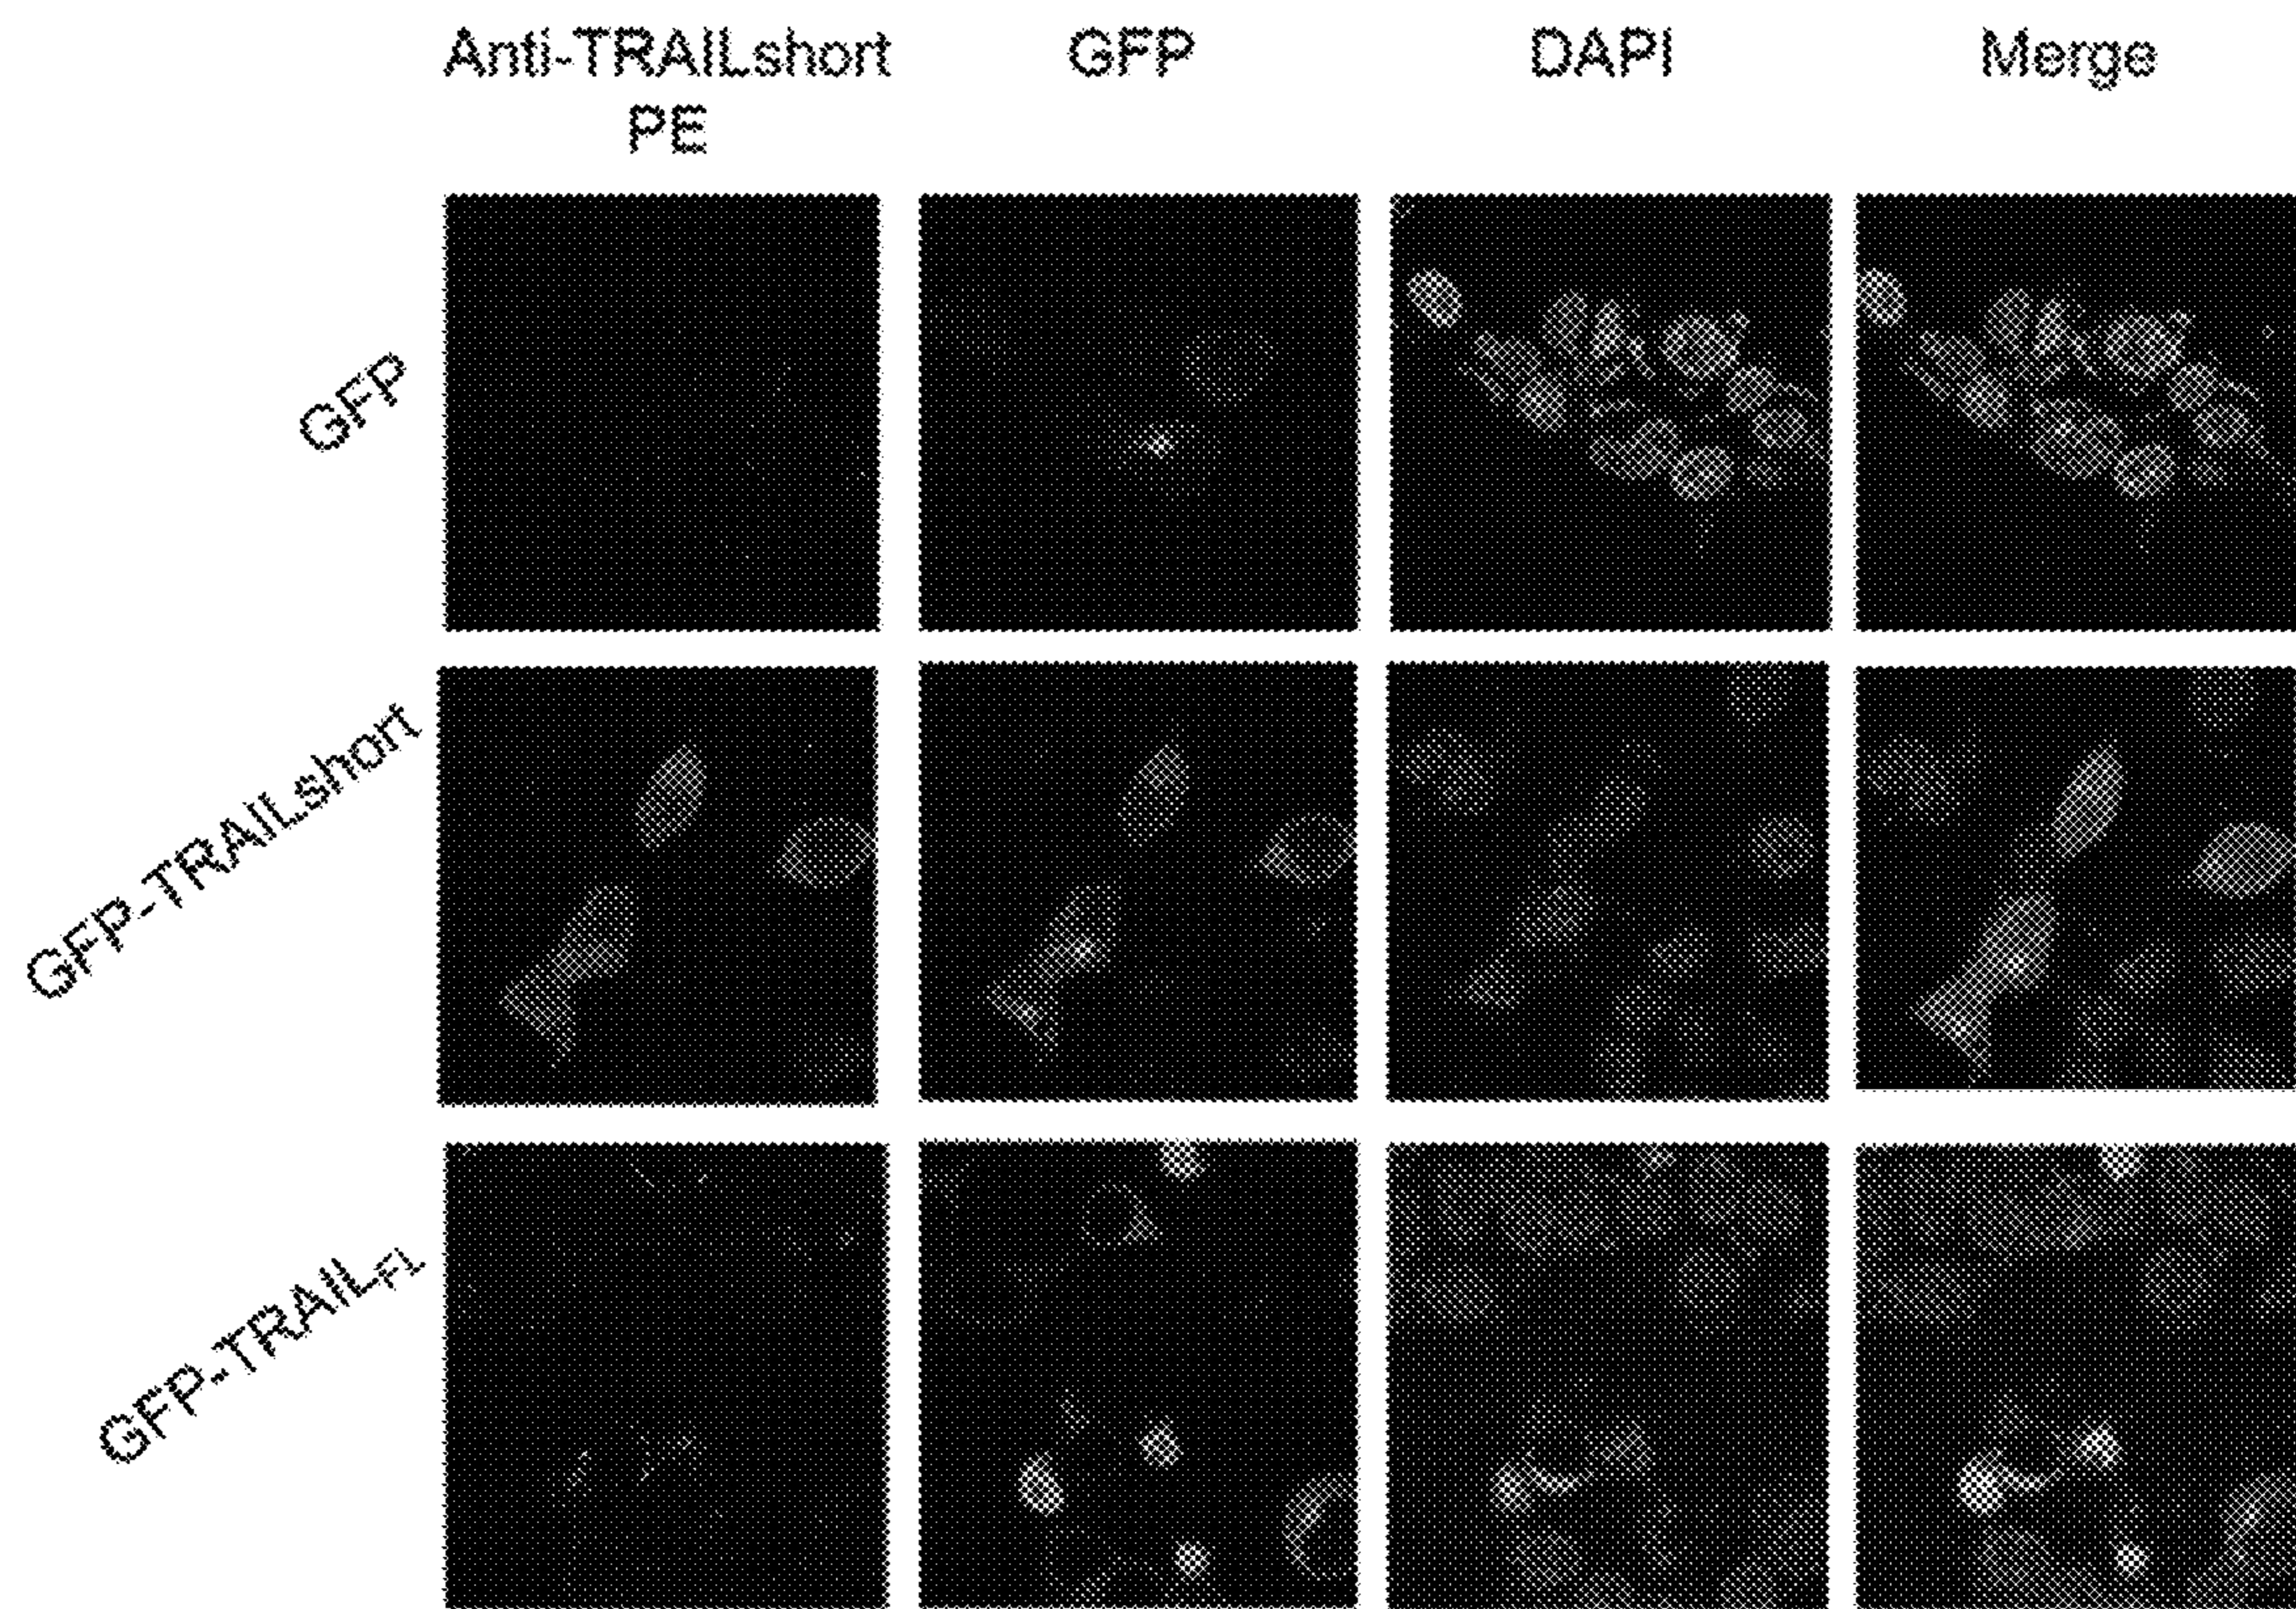 Anti-TRAILshort GFP DAPI Merge
PE
GFP
GFP-TRAILshort
GFP-TRAILFL